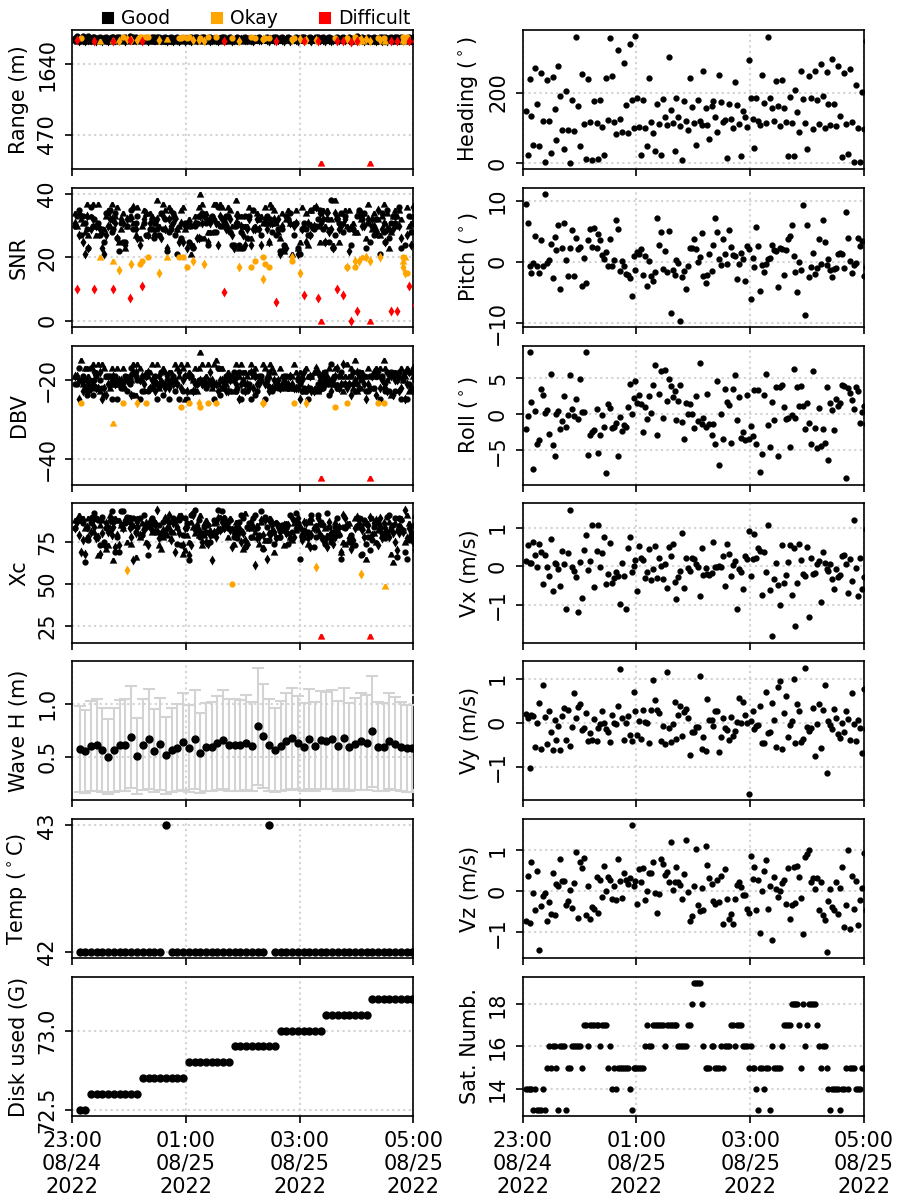 Good Okay Difficult
Range (m)
1640
470
Heading (°)
200
0
SNR
40
20
0
Pitch (°)
10
0
−10
DBV
−20
−40
Roll (°)
5
0
−5
Xc
75
50
25
Vx (m/s)
1
0
−1
Wave H (m)
1.0
0.5
Vy (m/s)
1
0
−1
Temp (°C)
43
42
Vz (m/s)
1
0
−1
Disk used (G)
73.0
72.5
Sat. Numb.
18
16
14
23:00 01:00 03:00 05:00
08/24 08/25 08/25 08/25
2022 2022 2022 2022
23:00 01:00 03:00 05:00
08/24 08/25 08/25 08/25
2022 2022 2022 2022